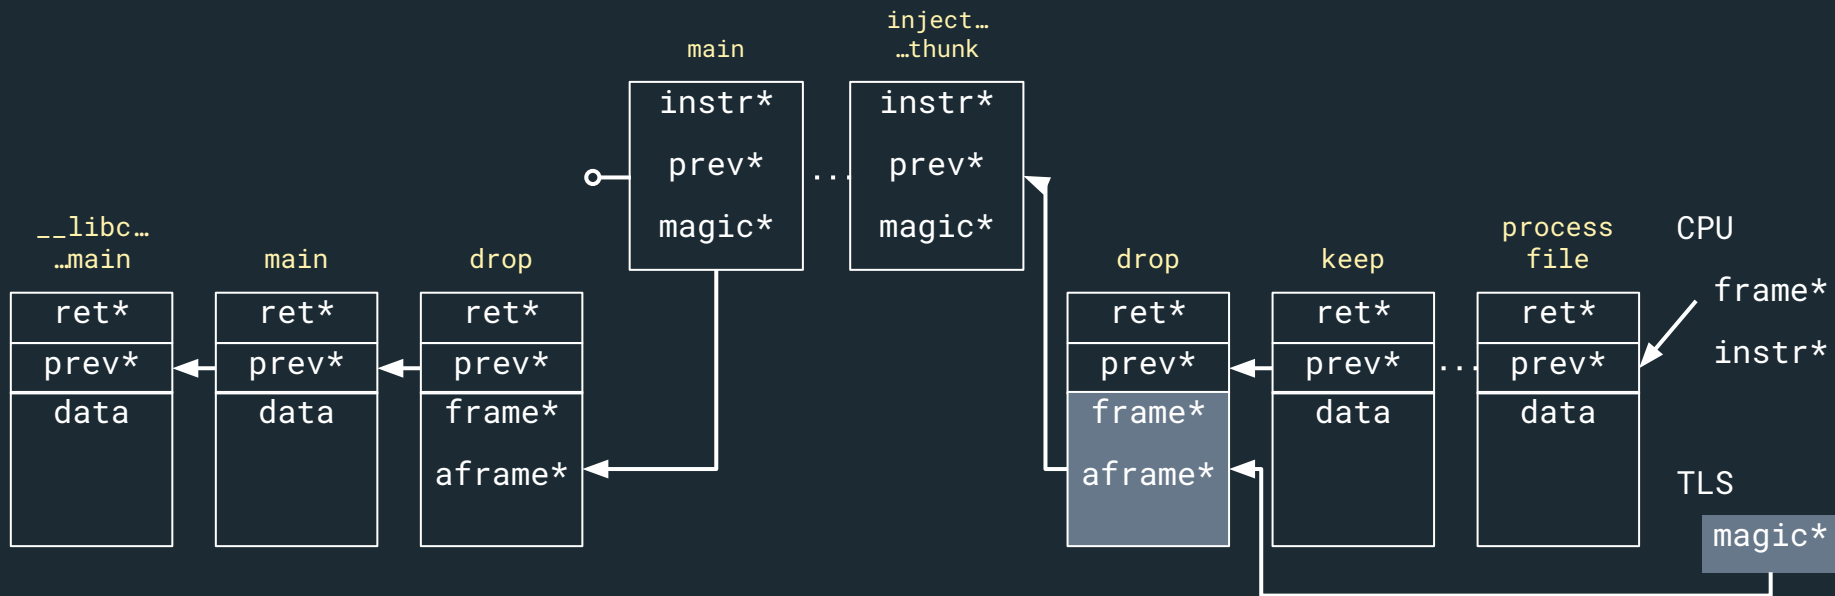 inject…
…thunk
main
instr*
prev*
magic*
instr*
prev*
magic*
__libc…
…main
main
drop
drop
keep
process
file
ret*
prev*
data
ret*
prev*
data
ret*
prev*
frame*
aframe*
ret*
prev*
frame*
aframe*
ret*
prev*
data
ret*
prev*
data
CPU
frame*
instr*
TLS
magic*